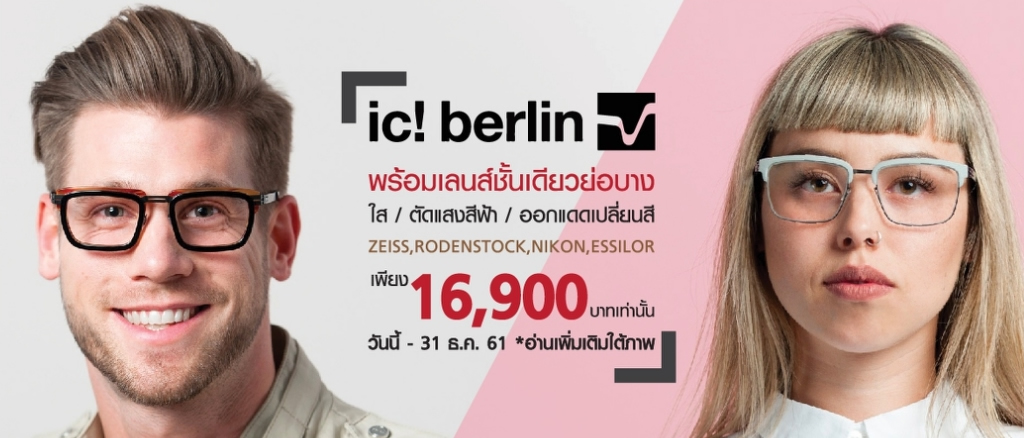 ic! berlin
พร้อมเลนส์ชั้นเดียวย่อบาง
ใส / ตัดแสงสีฟ้า / ออกแดดเปลี่ยนสี
ZEISS,RODENSTOCK,NIKON,ESSILOR
เพียง 16,900 บาทเท่านั้น
วันนี้ - 31 ธ.ค. 61 *อ่านเพิ่มเติมใต้ภาพ